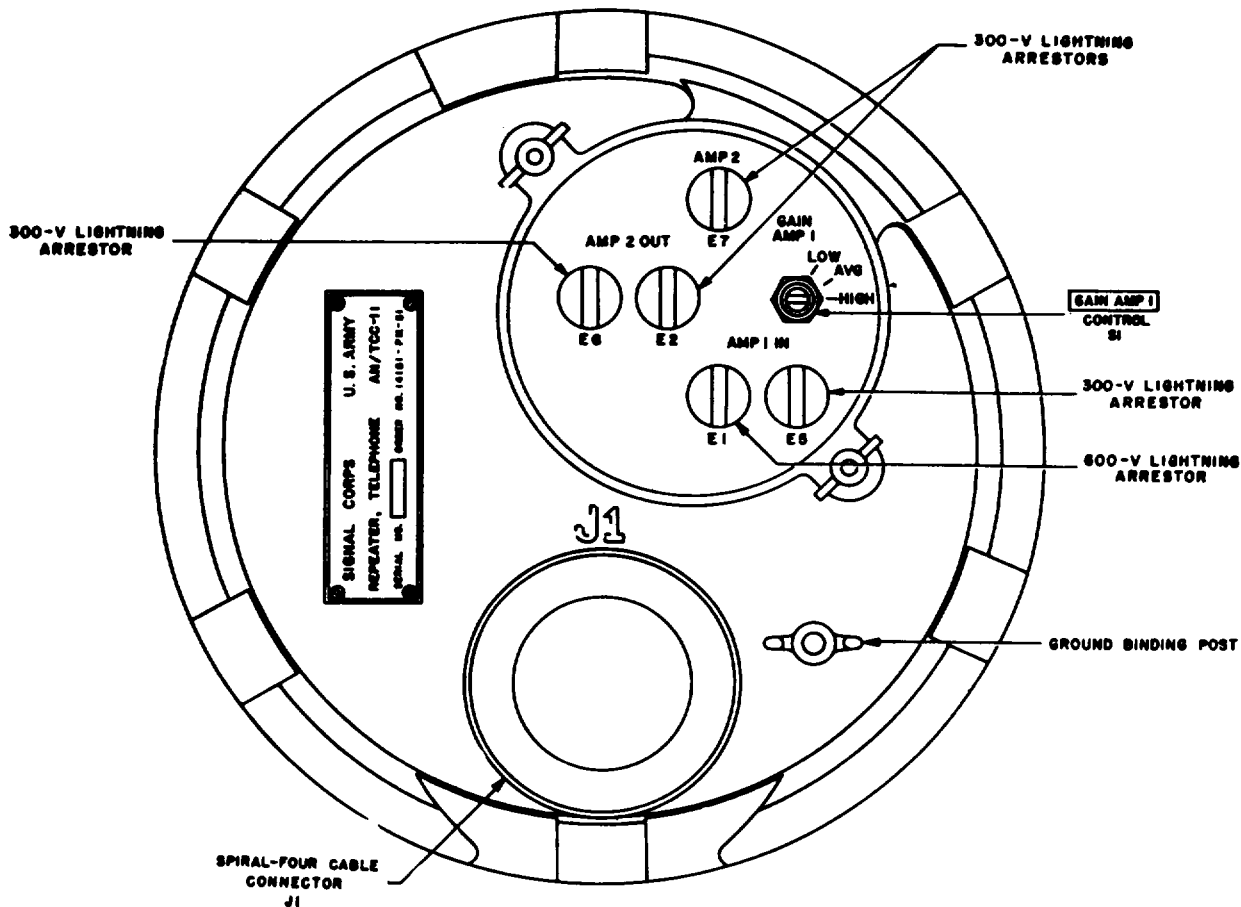 300-V LIGHTNING
ARRESTORS
AMP 2
E7
GAIN
AMP 1
LOW
AVG
HIGH
300-V LIGHTNING
ARRESTOR
AMP 2 OUT
E6
E2
GAIN AMP 1
CONTROL
S1
AMP 1 IN
E1
E5
300-V LIGHTNING
ARRESTOR
600-V LIGHTNING
ARRESTOR
SIGNAL CORPS U. S. ARMY
REPEATER, TELEPHONE AN/TCC-11
SERIAL NO. ORDER NO.
J1
GROUND BINDING POST
SPIRAL-FOUR CABLE
CONNECTOR
J1